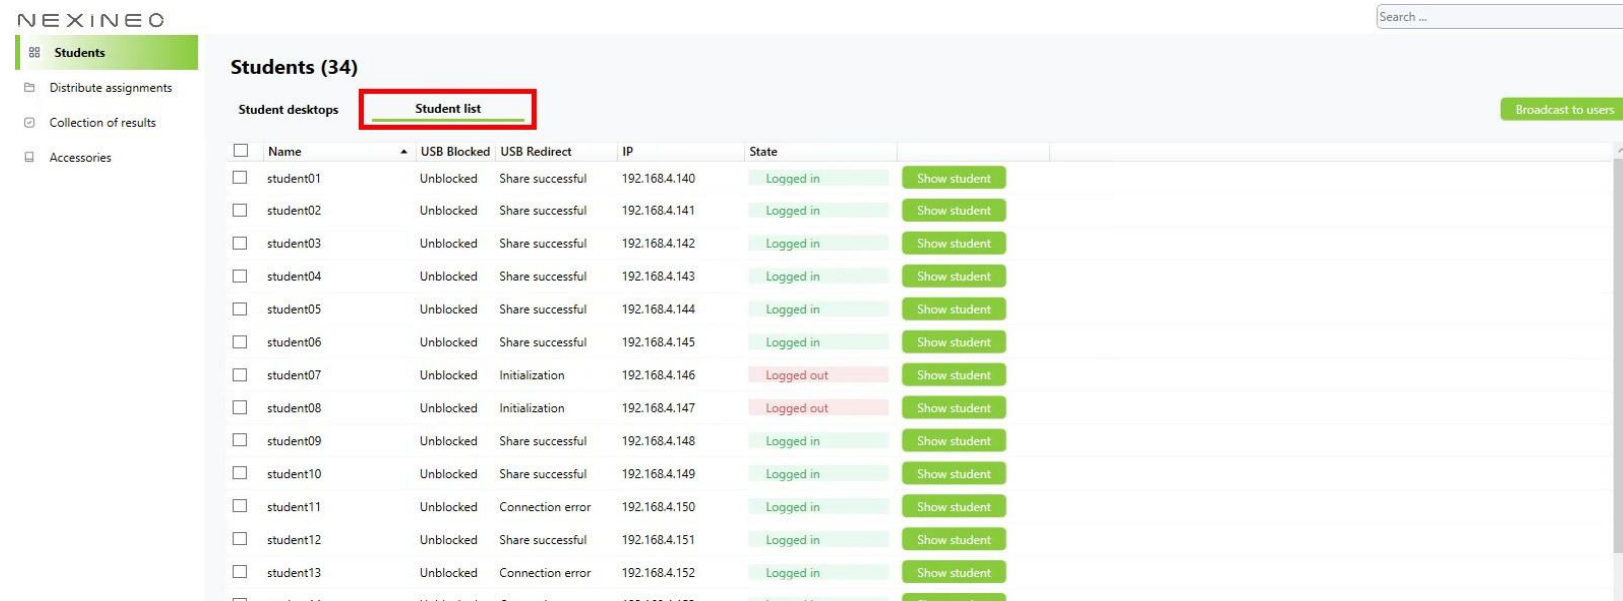 NEXINEO
Search ...
Students
Distribute assignments
Collection of results
Accessories
Students (34)
Student desktops Student list
Broadcast to users
Name USB Blocked USB Redirect IP State
student01 Unblocked Share successful 192.168.4.140 Logged in Show student
student02 Unblocked Share successful 192.168.4.141 Logged in Show student
student03 Unblocked Share successful 192.168.4.142 Logged in Show student
student04 Unblocked Share successful 192.168.4.143 Logged in Show student
student05 Unblocked Share successful 192.168.4.144 Logged in Show student
student06 Unblocked Share successful 192.168.4.145 Logged in Show student
student07 Unblocked Initialization 192.168.4.146 Logged out Show student
student08 Unblocked Initialization 192.168.4.147 Logged out Show student
student09 Unblocked Share successful 192.168.4.148 Logged in Show student
student10 Unblocked Share successful 192.168.4.149 Logged in Show student
student11 Unblocked Connection error 192.168.4.150 Logged in Show student
student12 Unblocked Share successful 192.168.4.151 Logged in Show student
student13 Unblocked Connection error 192.168.4.152 Logged in Show student